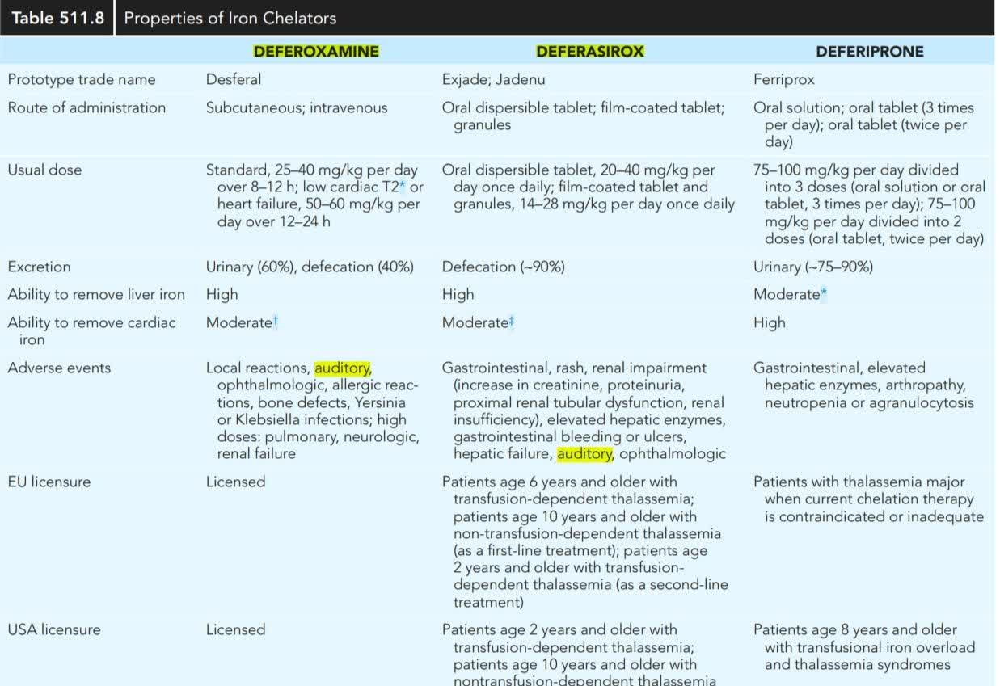 Table 511.8 Properties of Iron Chelators
DEFEROXAMINE DEFERASIROX DEFERIPRONE
Prototype trade name Desferal Exjade; Jadenu Ferriprox
Route of administration Subcutaneous; intravenous Oral dispersible tablet; film-coated tablet; Oral solution; oral tablet (3 times
granules per day); oral tablet (twice per
day)
Usual dose Standard, 25–40 mg/kg per day Oral dispersible tablet, 20–40 mg/kg per 75–100 mg/kg per day divided
over 8–12 h; low cardiac T2* or day once daily; film-coated tablet and into 3 doses (oral solution or oral
heart failure, 50–60 mg/kg per granules, 14–28 mg/kg per day once daily tablet, 3 times per day); 75–100
day over 12–24 h mg/kg per day divided into 2
doses (oral tablet, twice per day)
Excretion Urinary (60%), defecation (40%) Defecation (~90%) Urinary (~75–90%)
Ability to remove liver iron High High Moderate*
Ability to remove cardiac Moderate† Moderate‡ High
iron
Adverse events Local reactions, auditory, Gastrointestinal, rash, renal impairment Gastrointestinal, elevated
ophthalmologic, allergic reac- (increase in creatinine, proteinuria, hepatic enzymes, arthropathy,
tions, bone defects, Yersinia proximal renal tubular dysfunction, renal neutropenia or agranulocytosis
or Klebsiella infections; high insufficiency), elevated hepatic enzymes,
doses: pulmonary, neurologic, gastrointestinal bleeding or ulcers,
renal failure hepatic failure, auditory, ophthalmologic
EU licensure Licensed Patients age 6 years and older with Patients with thalassemia major
transfusion-dependent thalassemia; when current chelation therapy
patients age 10 years and older with is contraindicated or inadequate
non-transfusion-dependent thalassemia
(as a first-line treatment); patients age
2 years and older with transfusion-
dependent thalassemia (as a second-line
treatment)
USA licensure Licensed Patients age 2 years and older with Patients age 8 years and older
transfusion-dependent thalassemia; with transfusional iron overload
patients age 10 years and older with and thalassemia syndromes
nontransfusion-dependent thalassemia